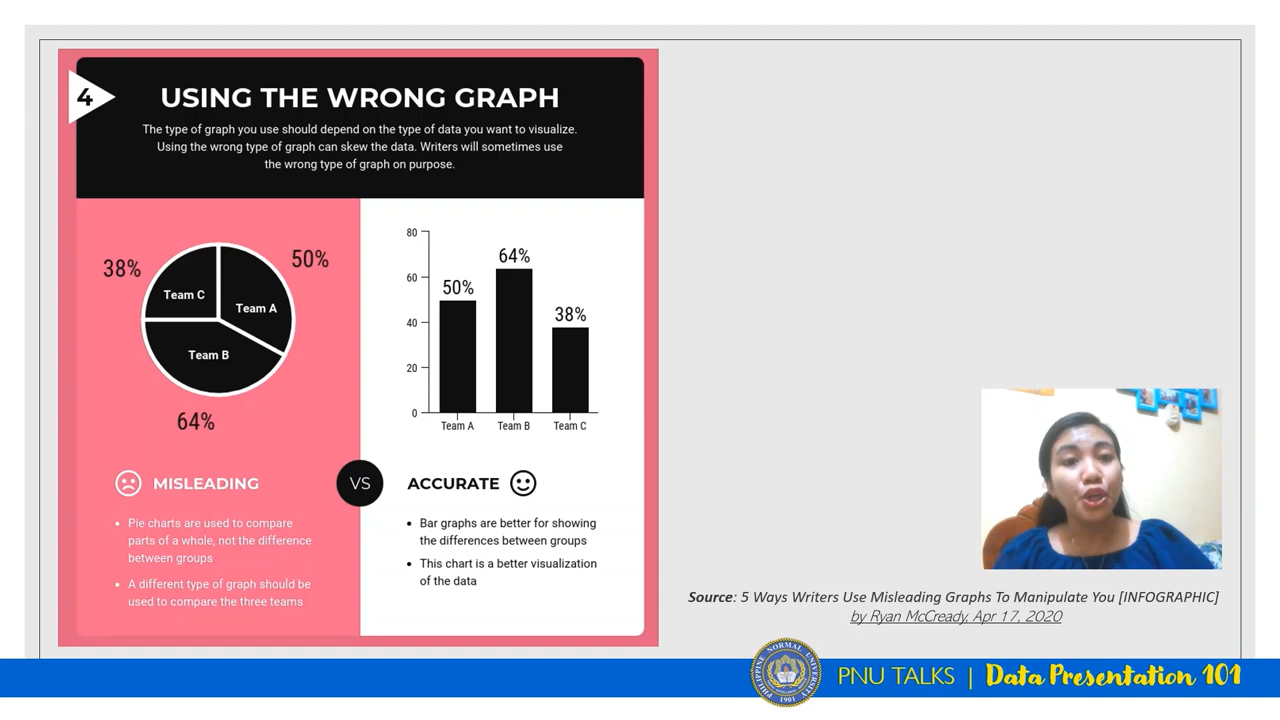 4
USING THE WRONG GRAPH
The type of graph you use should depend on the type of data you want to visualize.
Using the wrong type of graph can skew the data. Writers will sometimes use
the wrong type of graph on purpose.
38%
50%
Team C
Team A
Team B
64%
80
60
40
20
0
50%
64%
38%
Team A
Team B
Team C
MISLEADING
VS
ACCURATE
• Pie charts are used to compare
parts of a whole, not the difference
between groups
• A different type of graph should be
used to compare the three teams
• Bar graphs are better for showing
the differences between groups
• This chart is a better visualization
of the data
Source: 5 Ways Writers Use Misleading Graphs To Manipulate You [INFOGRAPHIC]
by Ryan McCready, Apr 17, 2020
PHILIPPINE NORMAL UNIVERSITY
1901
PNU TALKS | Data Presentation 101